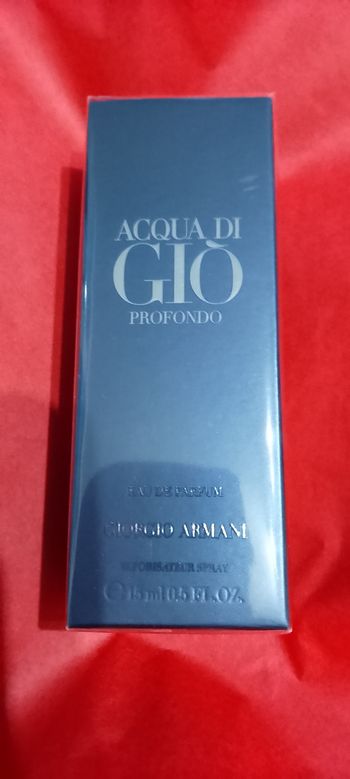 ACQUA DI
GIÒ
PROFONDO
EAU DE PARFUM
GIORGIO ARMANI
VAPORISATEUR SPRAY
℮ 15 ml 0.5 FL.OZ.